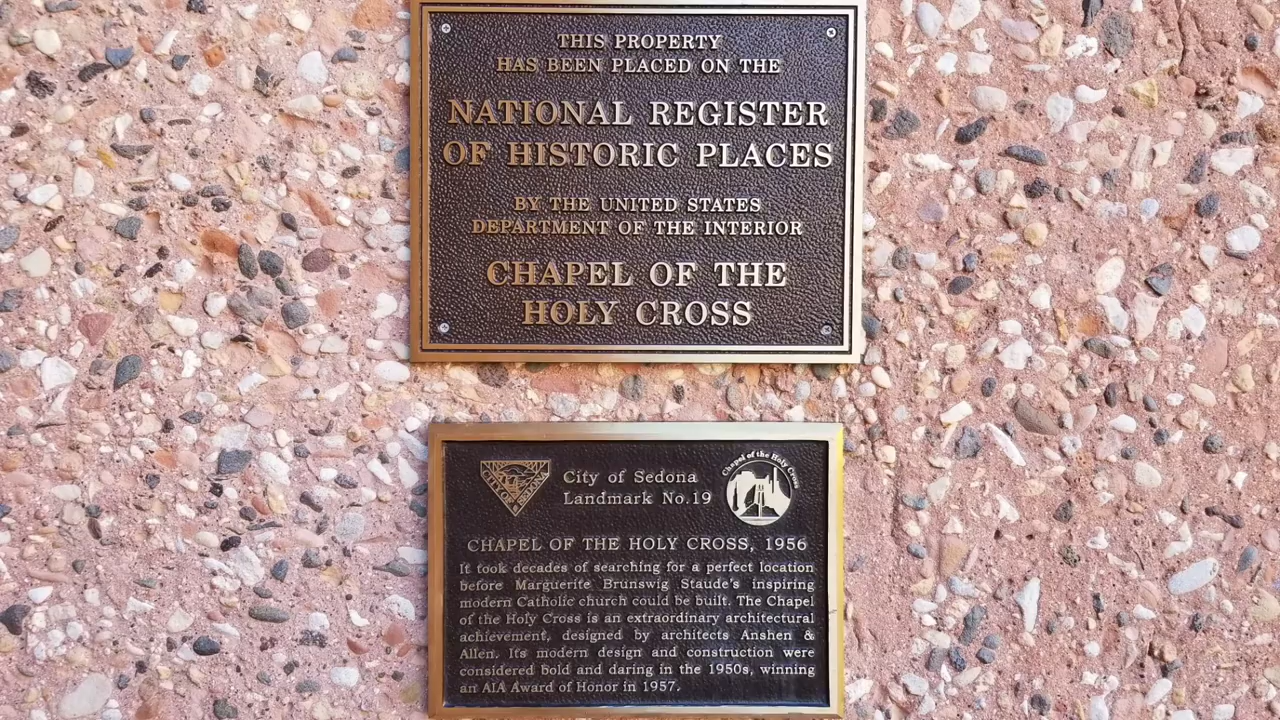 THIS PROPERTY
HAS BEEN PLACED ON THE
NATIONAL REGISTER
OF HISTORIC PLACES
BY THE UNITED STATES
DEPARTMENT OF THE INTERIOR
CHAPEL OF THE
HOLY CROSS
CITY OF SEDONA
City of Sedona
Landmark No.19
Chapel of the Holy Cross
CHAPEL OF THE HOLY CROSS, 1956
It took decades of searching for a perfect location
before Marguerite Brunswig Staude's inspiring
modern Catholic church could be built. The Chapel
of the Holy Cross is an extraordinary architectural
achievement, designed by architects Anshen &
Allen. Its modern design and construction were
considered bold and daring in the 1950s, winning
an AIA Award of Honor in 1957.